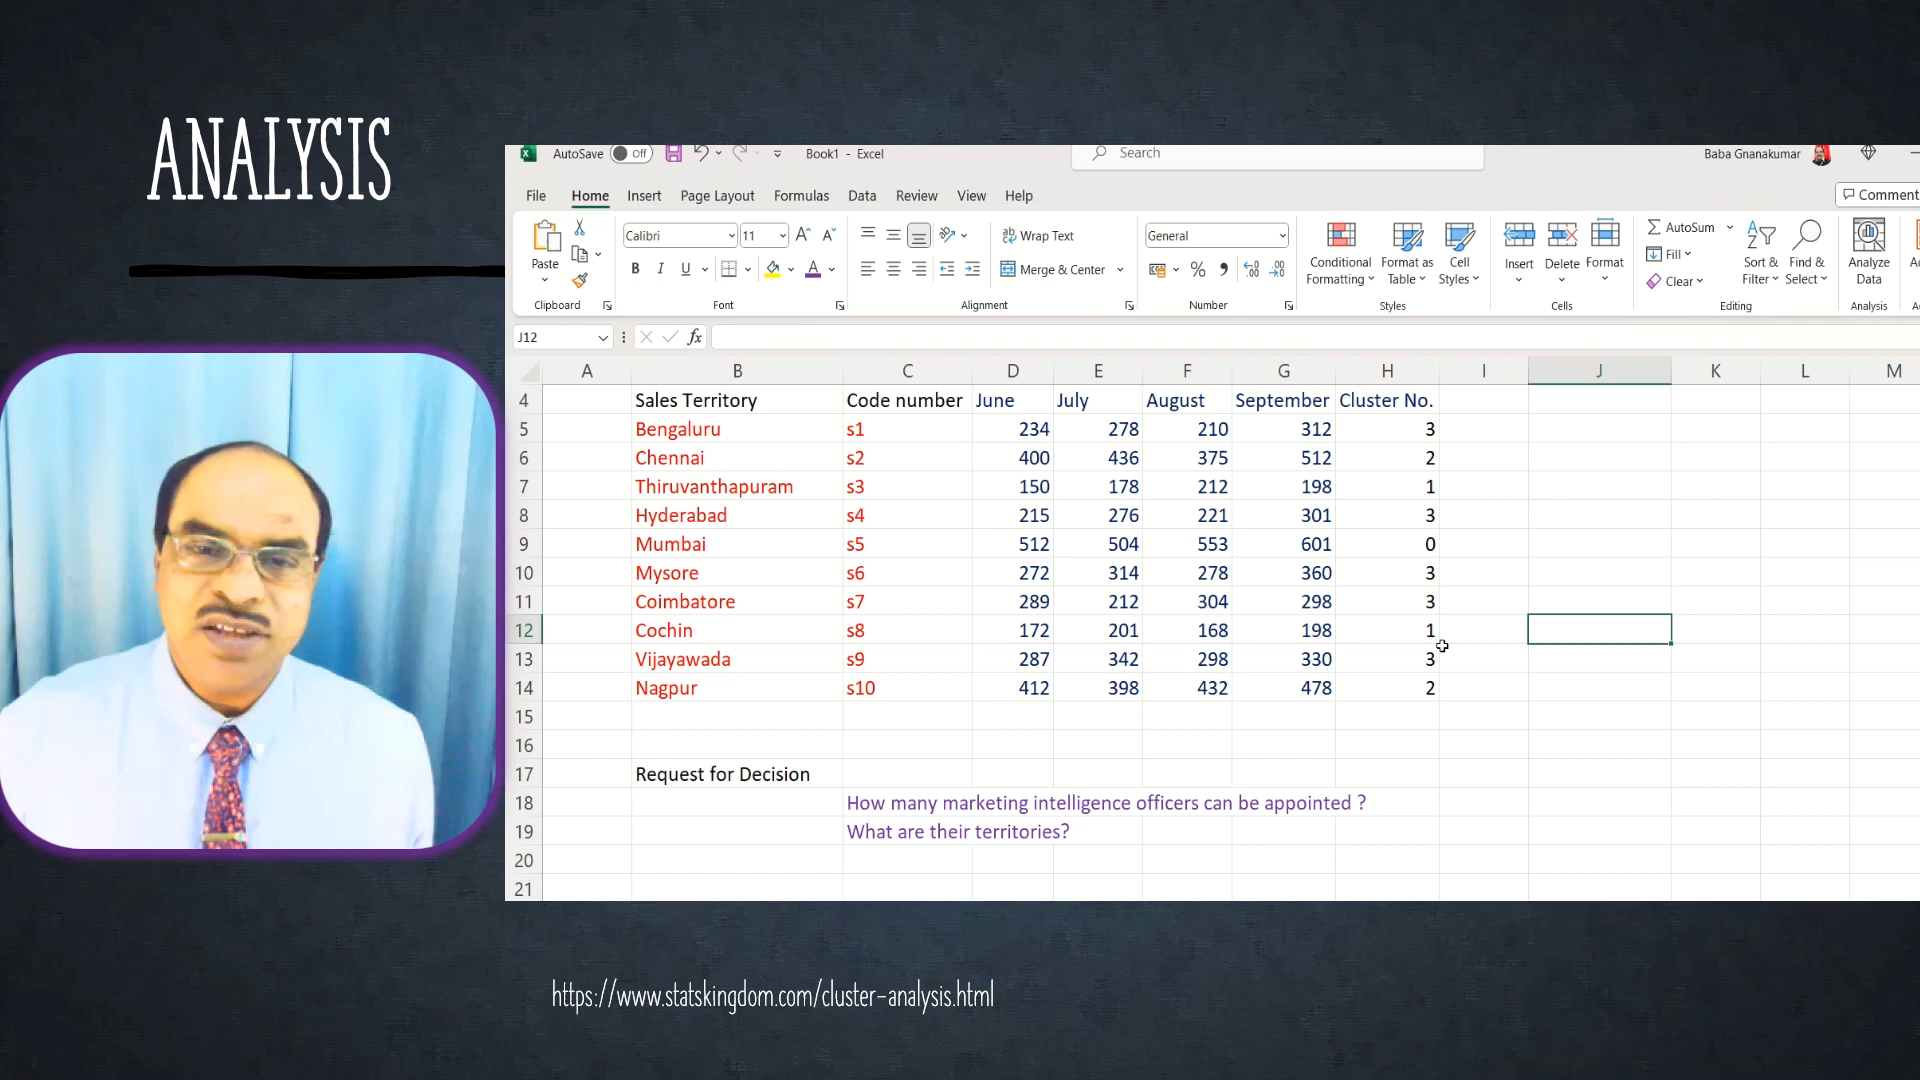 ANALYSIS
AutoSave Off Book1 - Excel Search Baba Gnanakumar
File Home Insert Page Layout Formulas Data Review View Help Comment
Paste Calibri 11 Wrap Text General Conditional Formatting Format as Table Cell Styles Insert Delete Format AutoSum Fill Clear Sort & Filter Find & Select Analyze Data
B I U Merge & Center
Clipboard Font Alignment Number Styles Cells Editing Analysis
J12 fx
A B C D E F G H I J K L M
4 Sales Territory Code number June July August September Cluster No.
5 Bengaluru s1 234 278 210 312 3
6 Chennai s2 400 436 375 512 2
7 Thiruvanthapuram s3 150 178 212 198 1
8 Hyderabad s4 215 276 221 301 3
9 Mumbai s5 512 504 553 601 0
10 Mysore s6 272 314 278 360 3
11 Coimbatore s7 289 212 304 298 3
12 Cochin s8 172 201 168 198 1
13 Vijayawada s9 287 342 298 330 3
14 Nagpur s10 412 398 432 478 2
15
16
17 Request for Decision
18 How many marketing intelligence officers can be appointed ?
19 What are their territories?
20
21
https://www.statskingdom.com/cluster-analysis.html